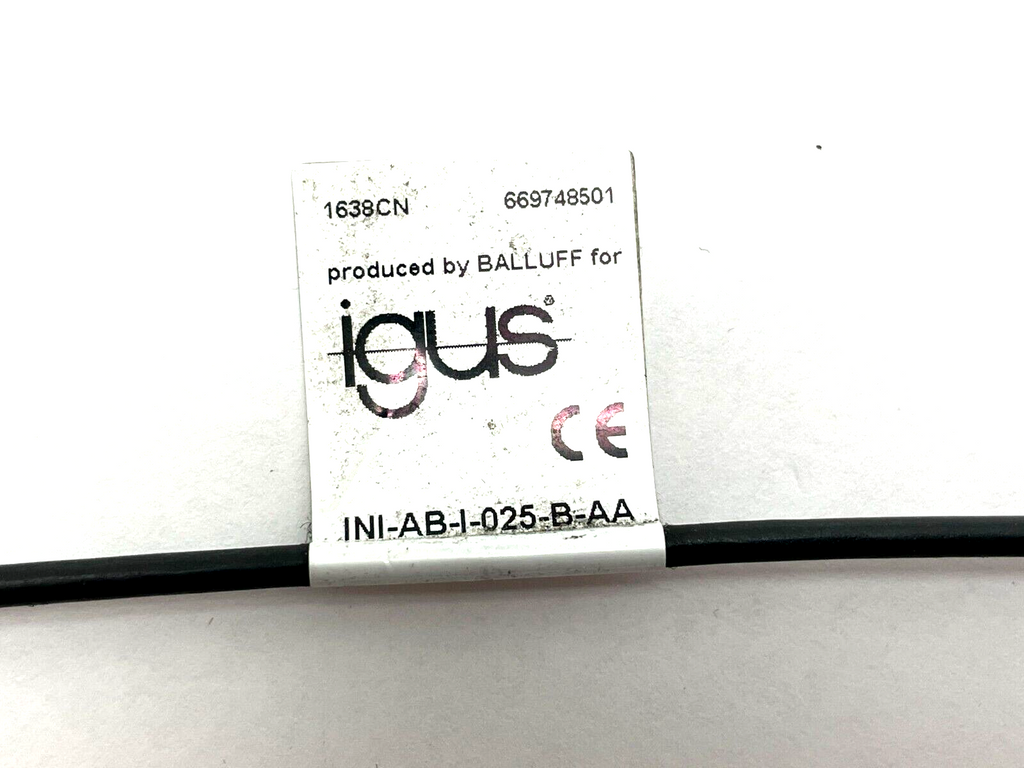 1638CN 669748501
produced by BALLUFF for
igus®
CE
INI-AB-I-025-B-AA